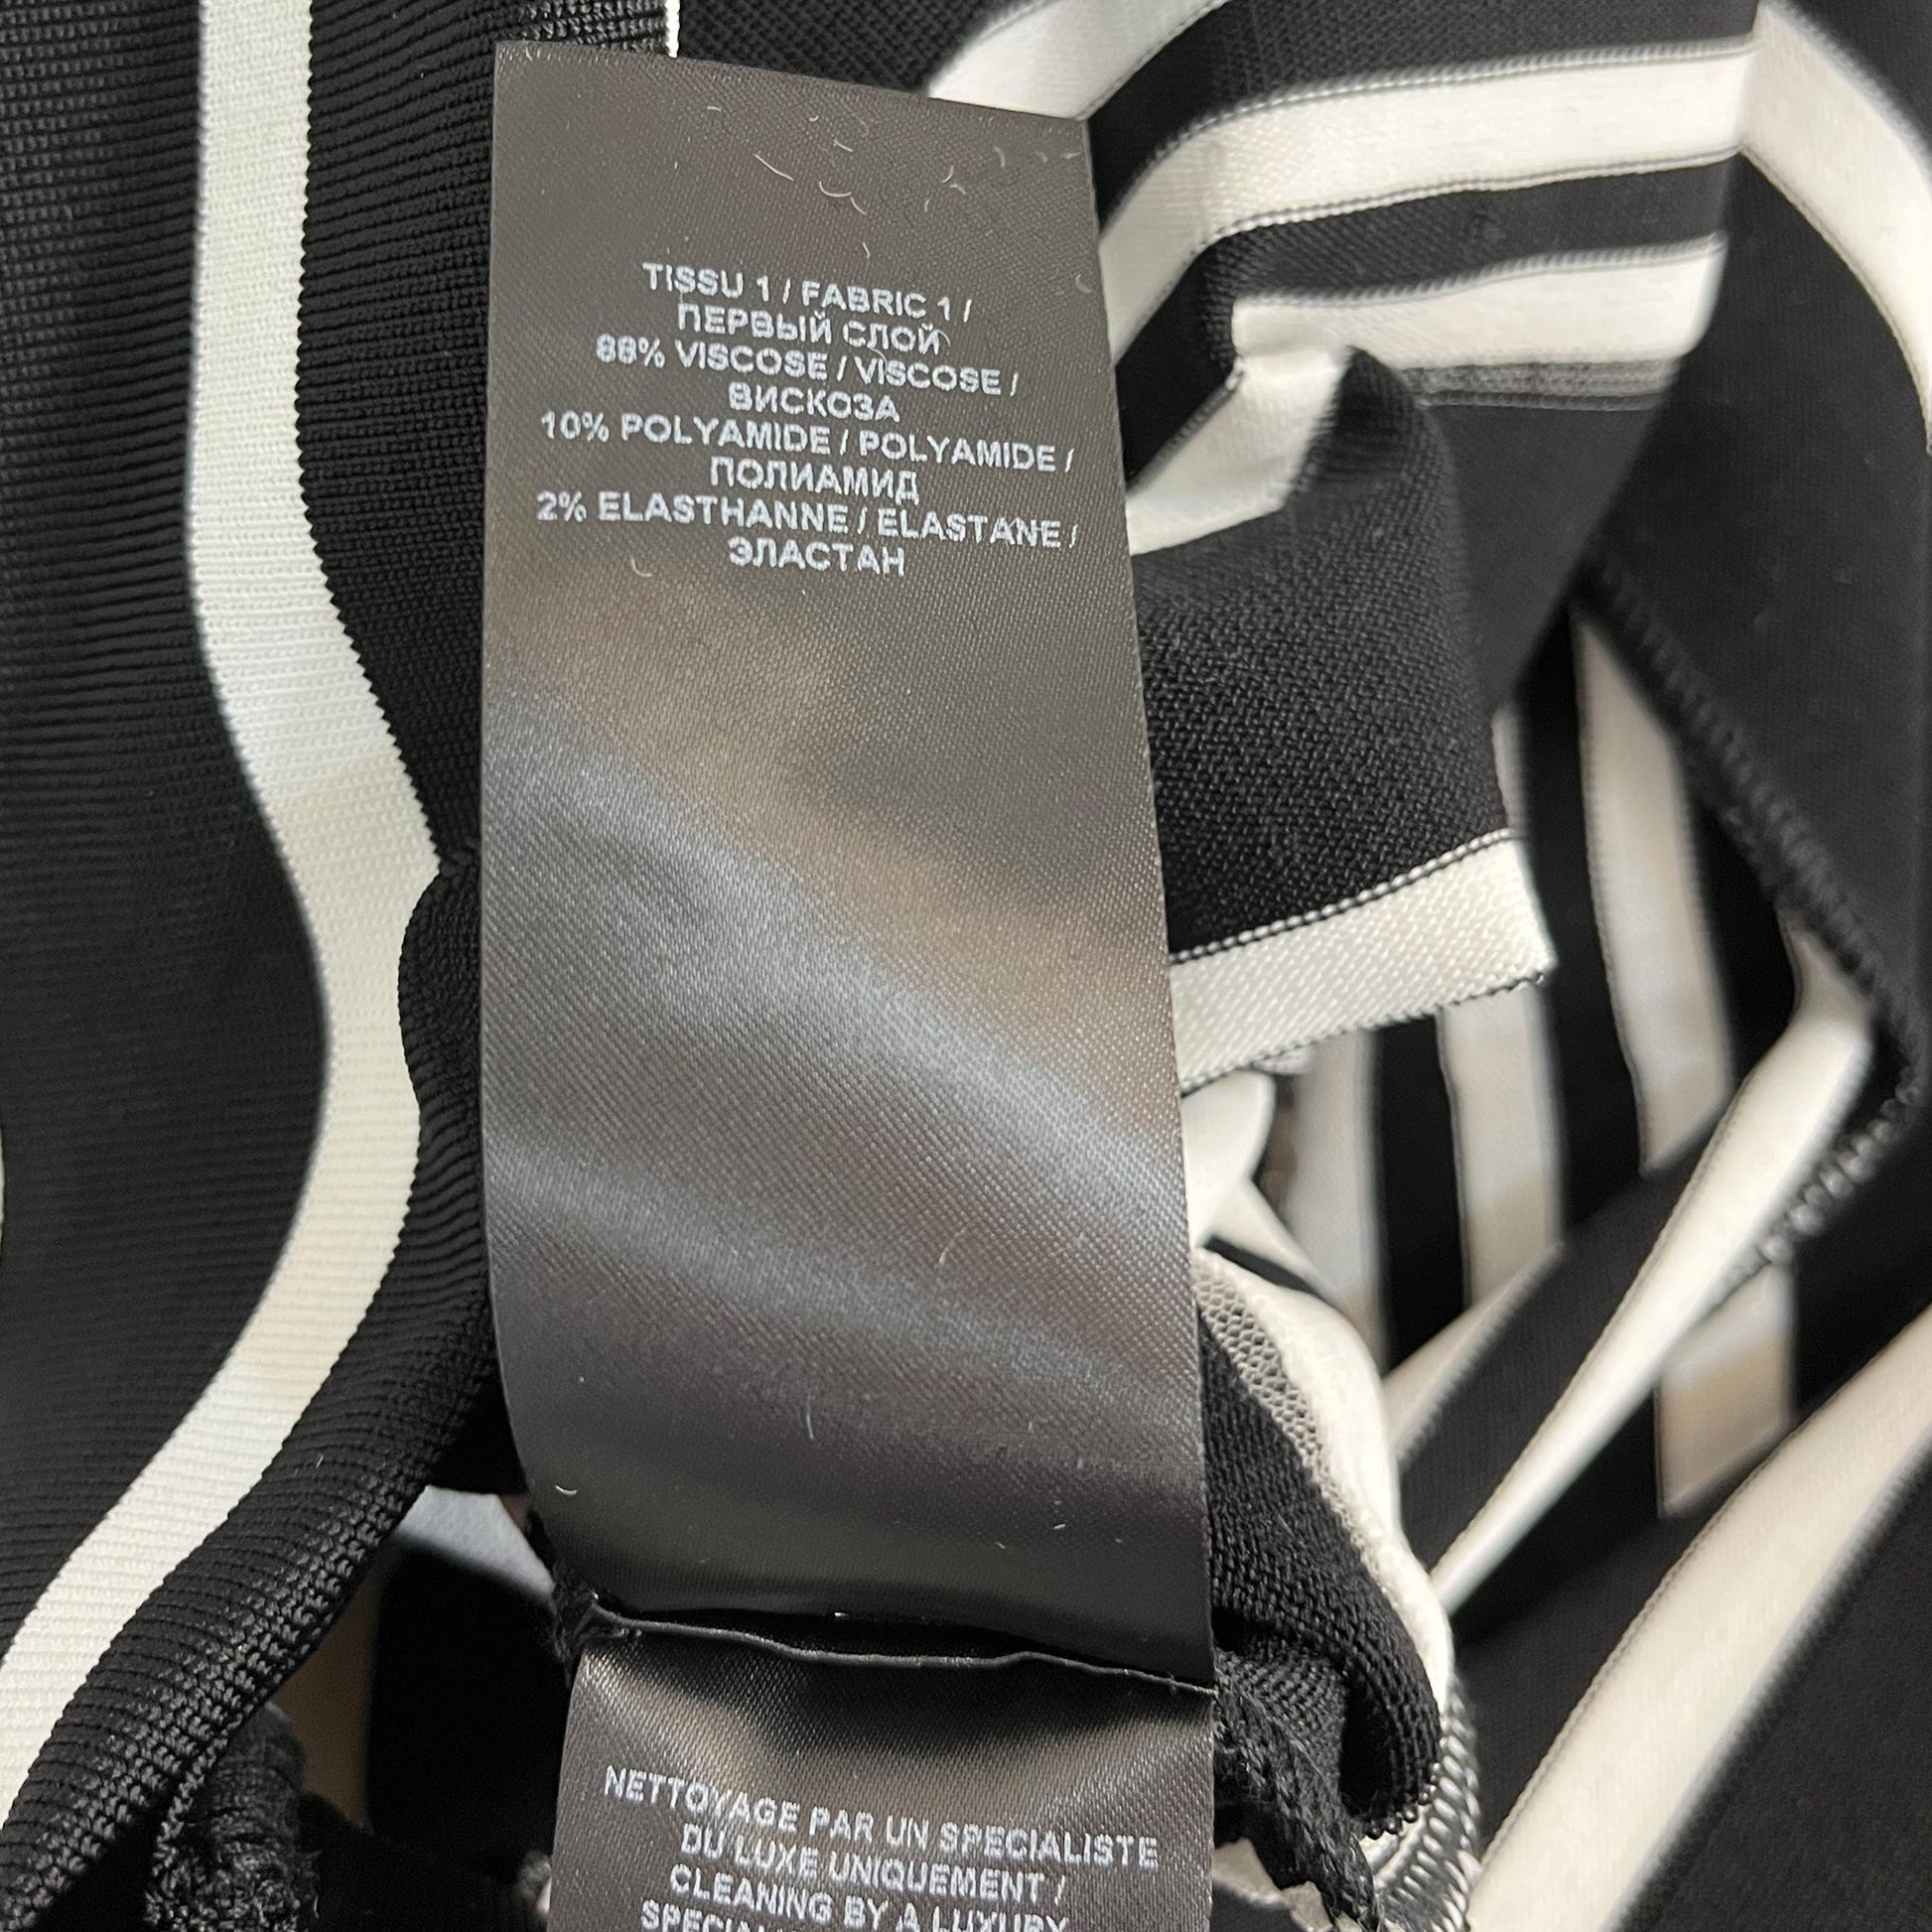 TISSU 1 / FABRIC 1 /
ПЕРВЫЙ СЛОЙ
88% VISCOSE / VISCOSE /
ВИСКОЗА
10% POLYAMIDE / POLYAMIDE /
ПОЛИАМИД
2% ELASTHANNE / ELASTANE /
ЭЛАСТАН
NETTOYAGE PAR UN SPECIALISTE
DU LUXE UNIQUEMENT /
CLEANING BY A LUXURY